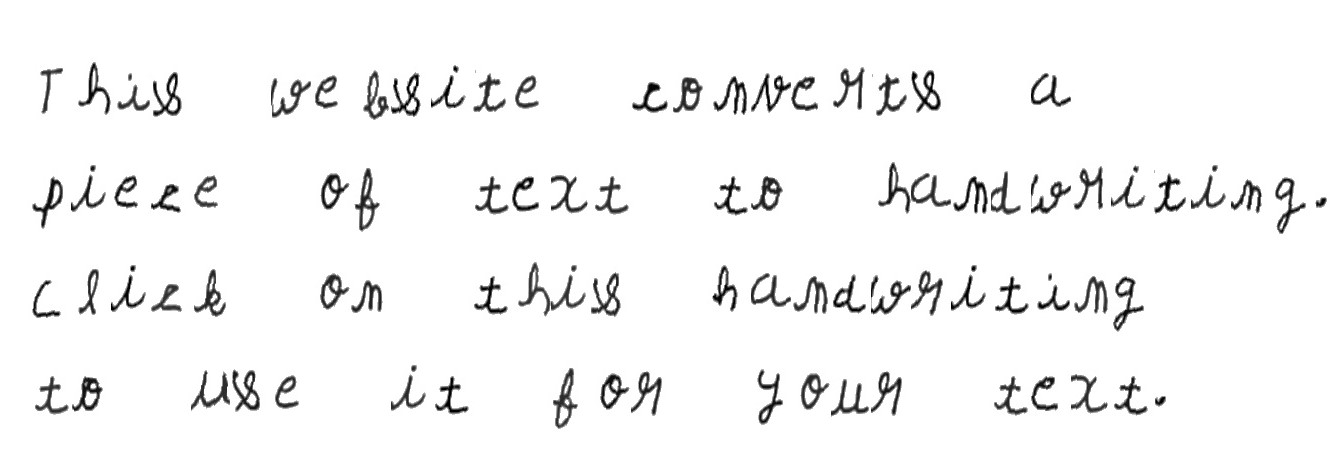 This website converts a
piece of text to handwriting.
Click on this handwriting
to use it for your text.